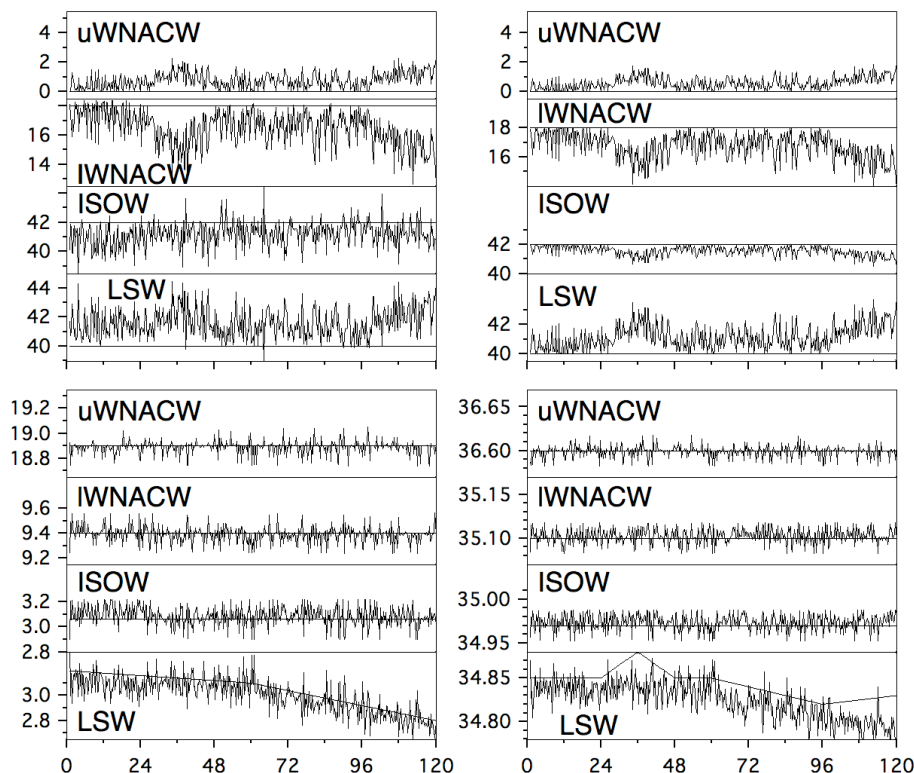 uWNACW
4
2
0
16
14
lWNACW
ISOW
42
40
LSW
44
42
40
uWNACW
4
2
0
lWNACW
18
16
ISOW
42
40
LSW
42
40
uWNACW
19.2
19.0
18.8
lWNACW
9.6
9.4
9.2
ISOW
3.2
3.0
2.8
3.0
2.8
LSW
0 24 48 72 96 120
uWNACW
36.65
36.60
lWNACW
35.15
35.10
ISOW
35.00
34.95
34.85
34.80
LSW
0 24 48 72 96 120